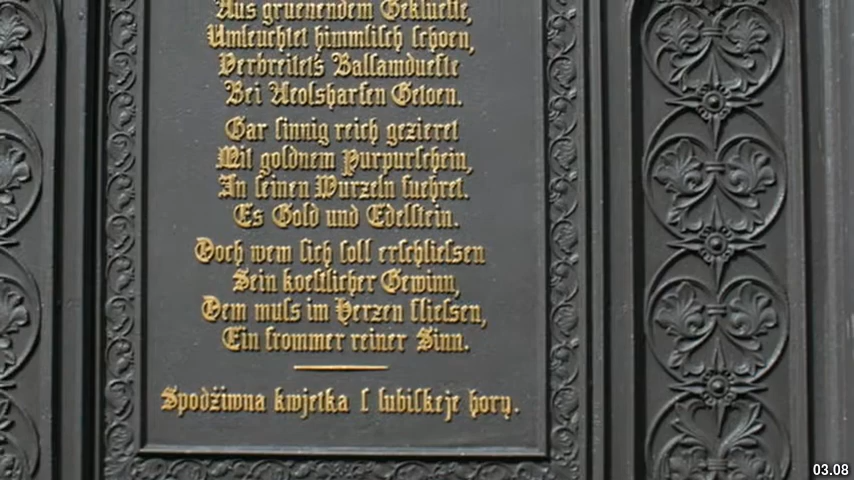 Aus gruenendem Gekluefte,
Umleuchtet himmlisch schoen,
Verbreitet's Balsamduefte
Bei Aeolsharfen Getoen.
Gar sinnig reich gezieret
Mit goldnem Purpurschein,
An seinen Wurzeln fuehret.
Es Gold und Edelstein.
Doch wem sich soll erschliessen
Sein koestlicher Gewinn,
Dem muss im Herzen fliessen,
Ein frommer reiner Sinn.
Spodźiwna kwjetka s lubiskeje hory.
03.08